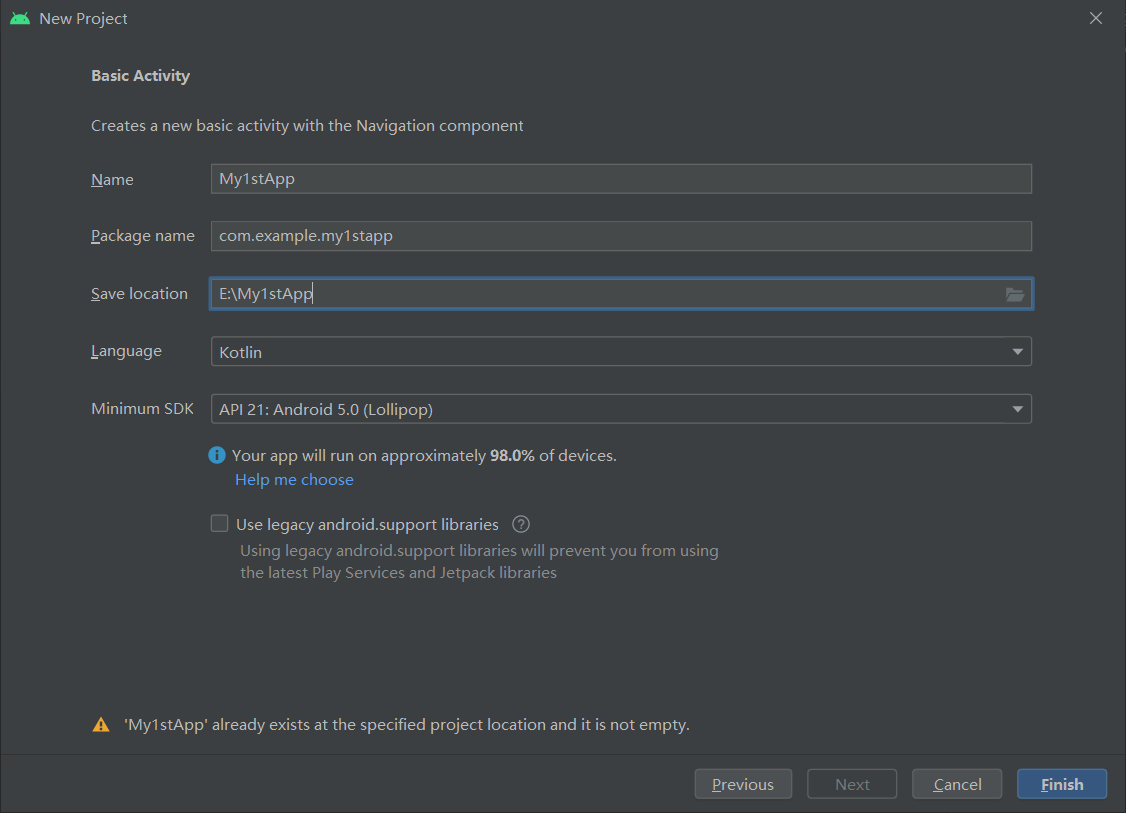 New Project
Basic Activity
Creates a new basic activity with the Navigation component
Name My1stApp
Package name com.example.my1stapp
Save location E:\My1stApp
Language Kotlin
Minimum SDK API 21: Android 5.0 (Lollipop)
Your app will run on approximately 98.0% of devices.
Help me choose
Use legacy android.support libraries ?
Using legacy android.support libraries will prevent you from using
the latest Play Services and Jetpack libraries
'My1stApp' already exists at the specified project location and it is not empty.
Previous Next Cancel Finish